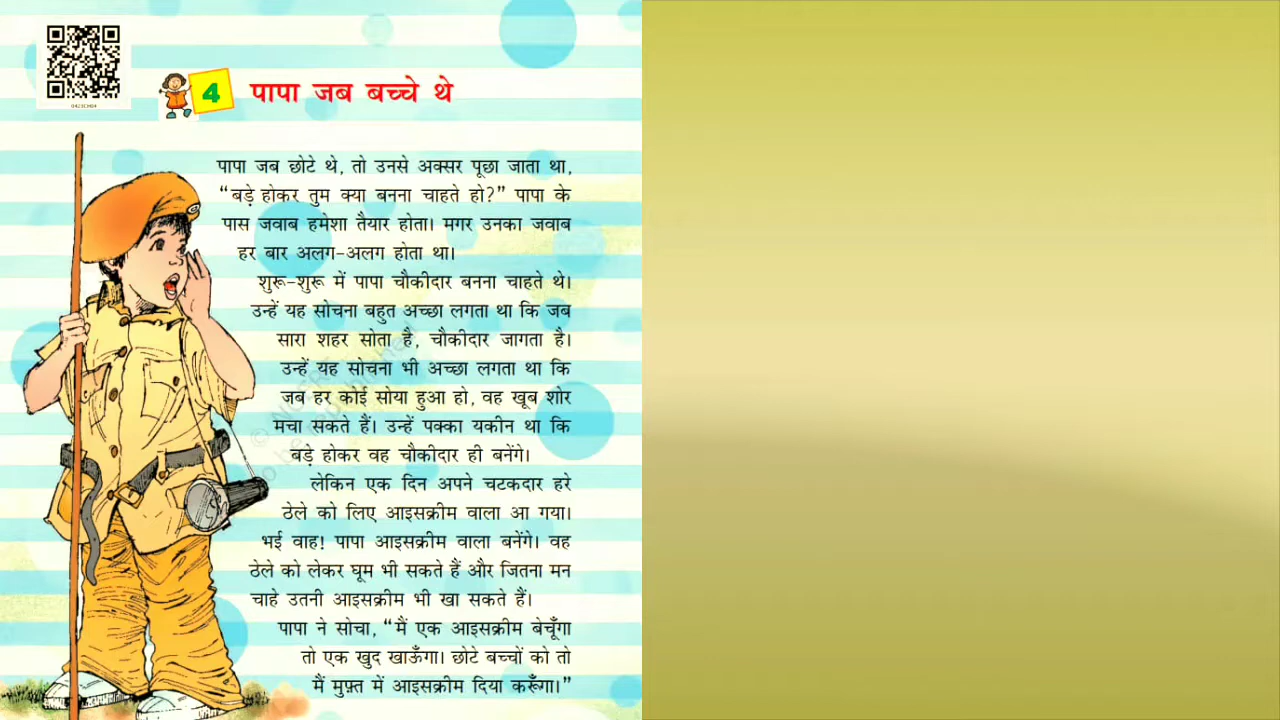 0423CH04
4 पापा जब बच्चे थे
पापा जब छोटे थे, तो उनसे अक्सर पूछा जाता था,
“बड़े होकर तुम क्या बनना चाहते हो?” पापा के
पास जवाब हमेशा तैयार होता। मगर उनका जवाब
हर बार अलग-अलग होता था।
शुरू-शुरू में पापा चौकीदार बनना चाहते थे।
उन्हें यह सोचना बहुत अच्छा लगता था कि जब
सारा शहर सोता है, चौकीदार जागता है।
उन्हें यह सोचना भी अच्छा लगता था कि
जब हर कोई सोया हुआ हो, वह खूब शोर
मचा सकते हैं। उन्हें पक्का यकीन था कि
बड़े होकर वह चौकीदार ही बनेंगे।
लेकिन एक दिन अपने चटकदार हरे
ठेले को लिए आइसक्रीम वाला आ गया।
भई वाह! पापा आइसक्रीम वाला बनेंगे। वह
ठेले को लेकर घूम भी सकते हैं और जितना मन
चाहे उतनी आइसक्रीम भी खा सकते हैं।
पापा ने सोचा, “मैं एक आइसक्रीम बेचूँगा
तो एक खुद खाऊँगा। छोटे बच्चों को तो
मैं मुफ़्त में आइसक्रीम दिया करूँगा।”